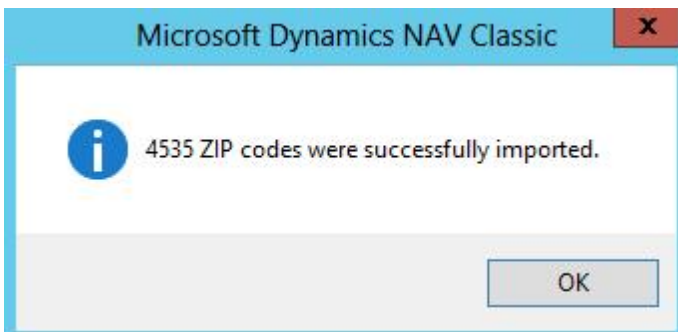 Microsoft Dynamics NAV Classic
x
4535 ZIP codes were successfully imported.
OK